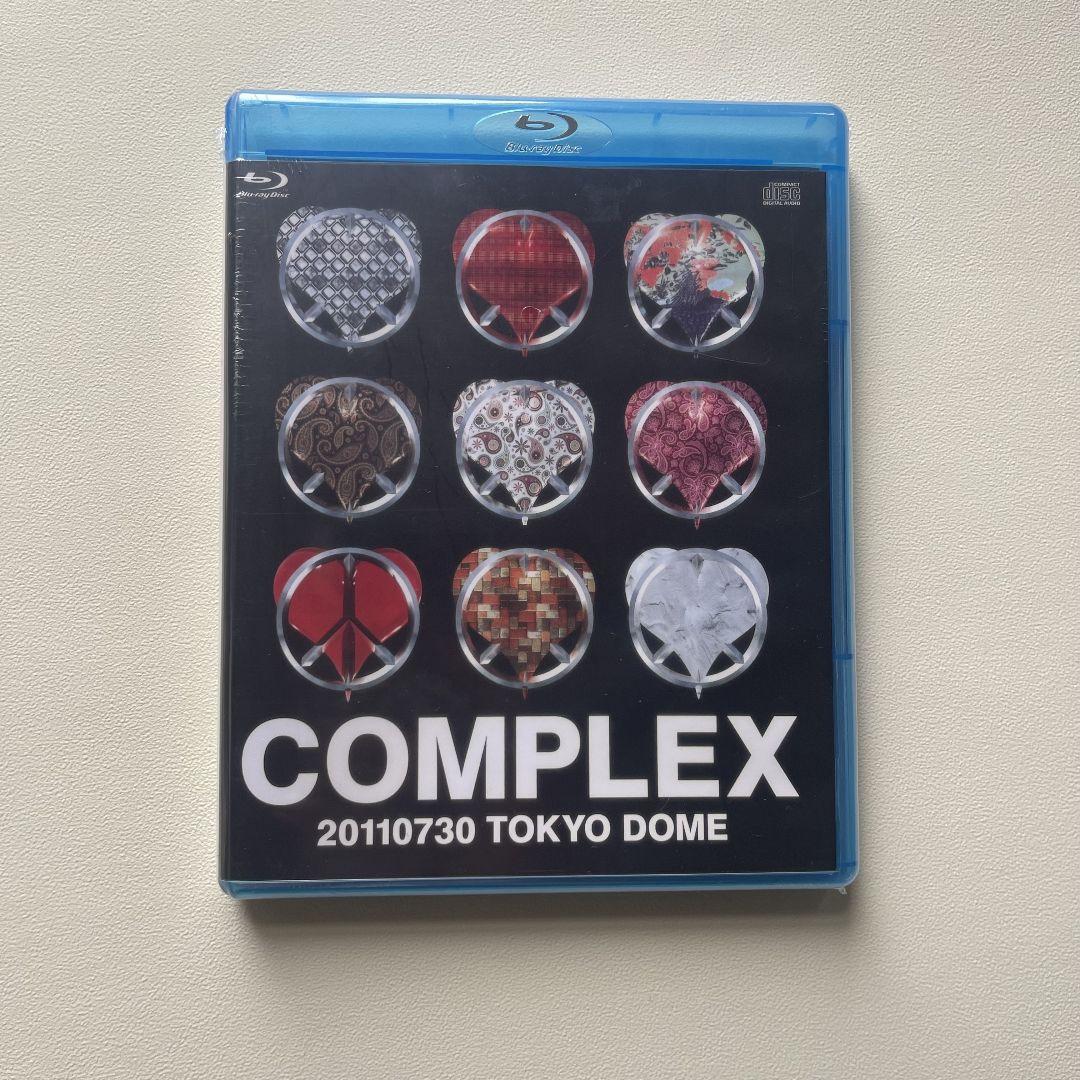 Blu-ray Disc
Blu-ray Disc
COMPACT
disc
DIGITAL AUDIO
COMPLEX
20110730 TOKYO DOME